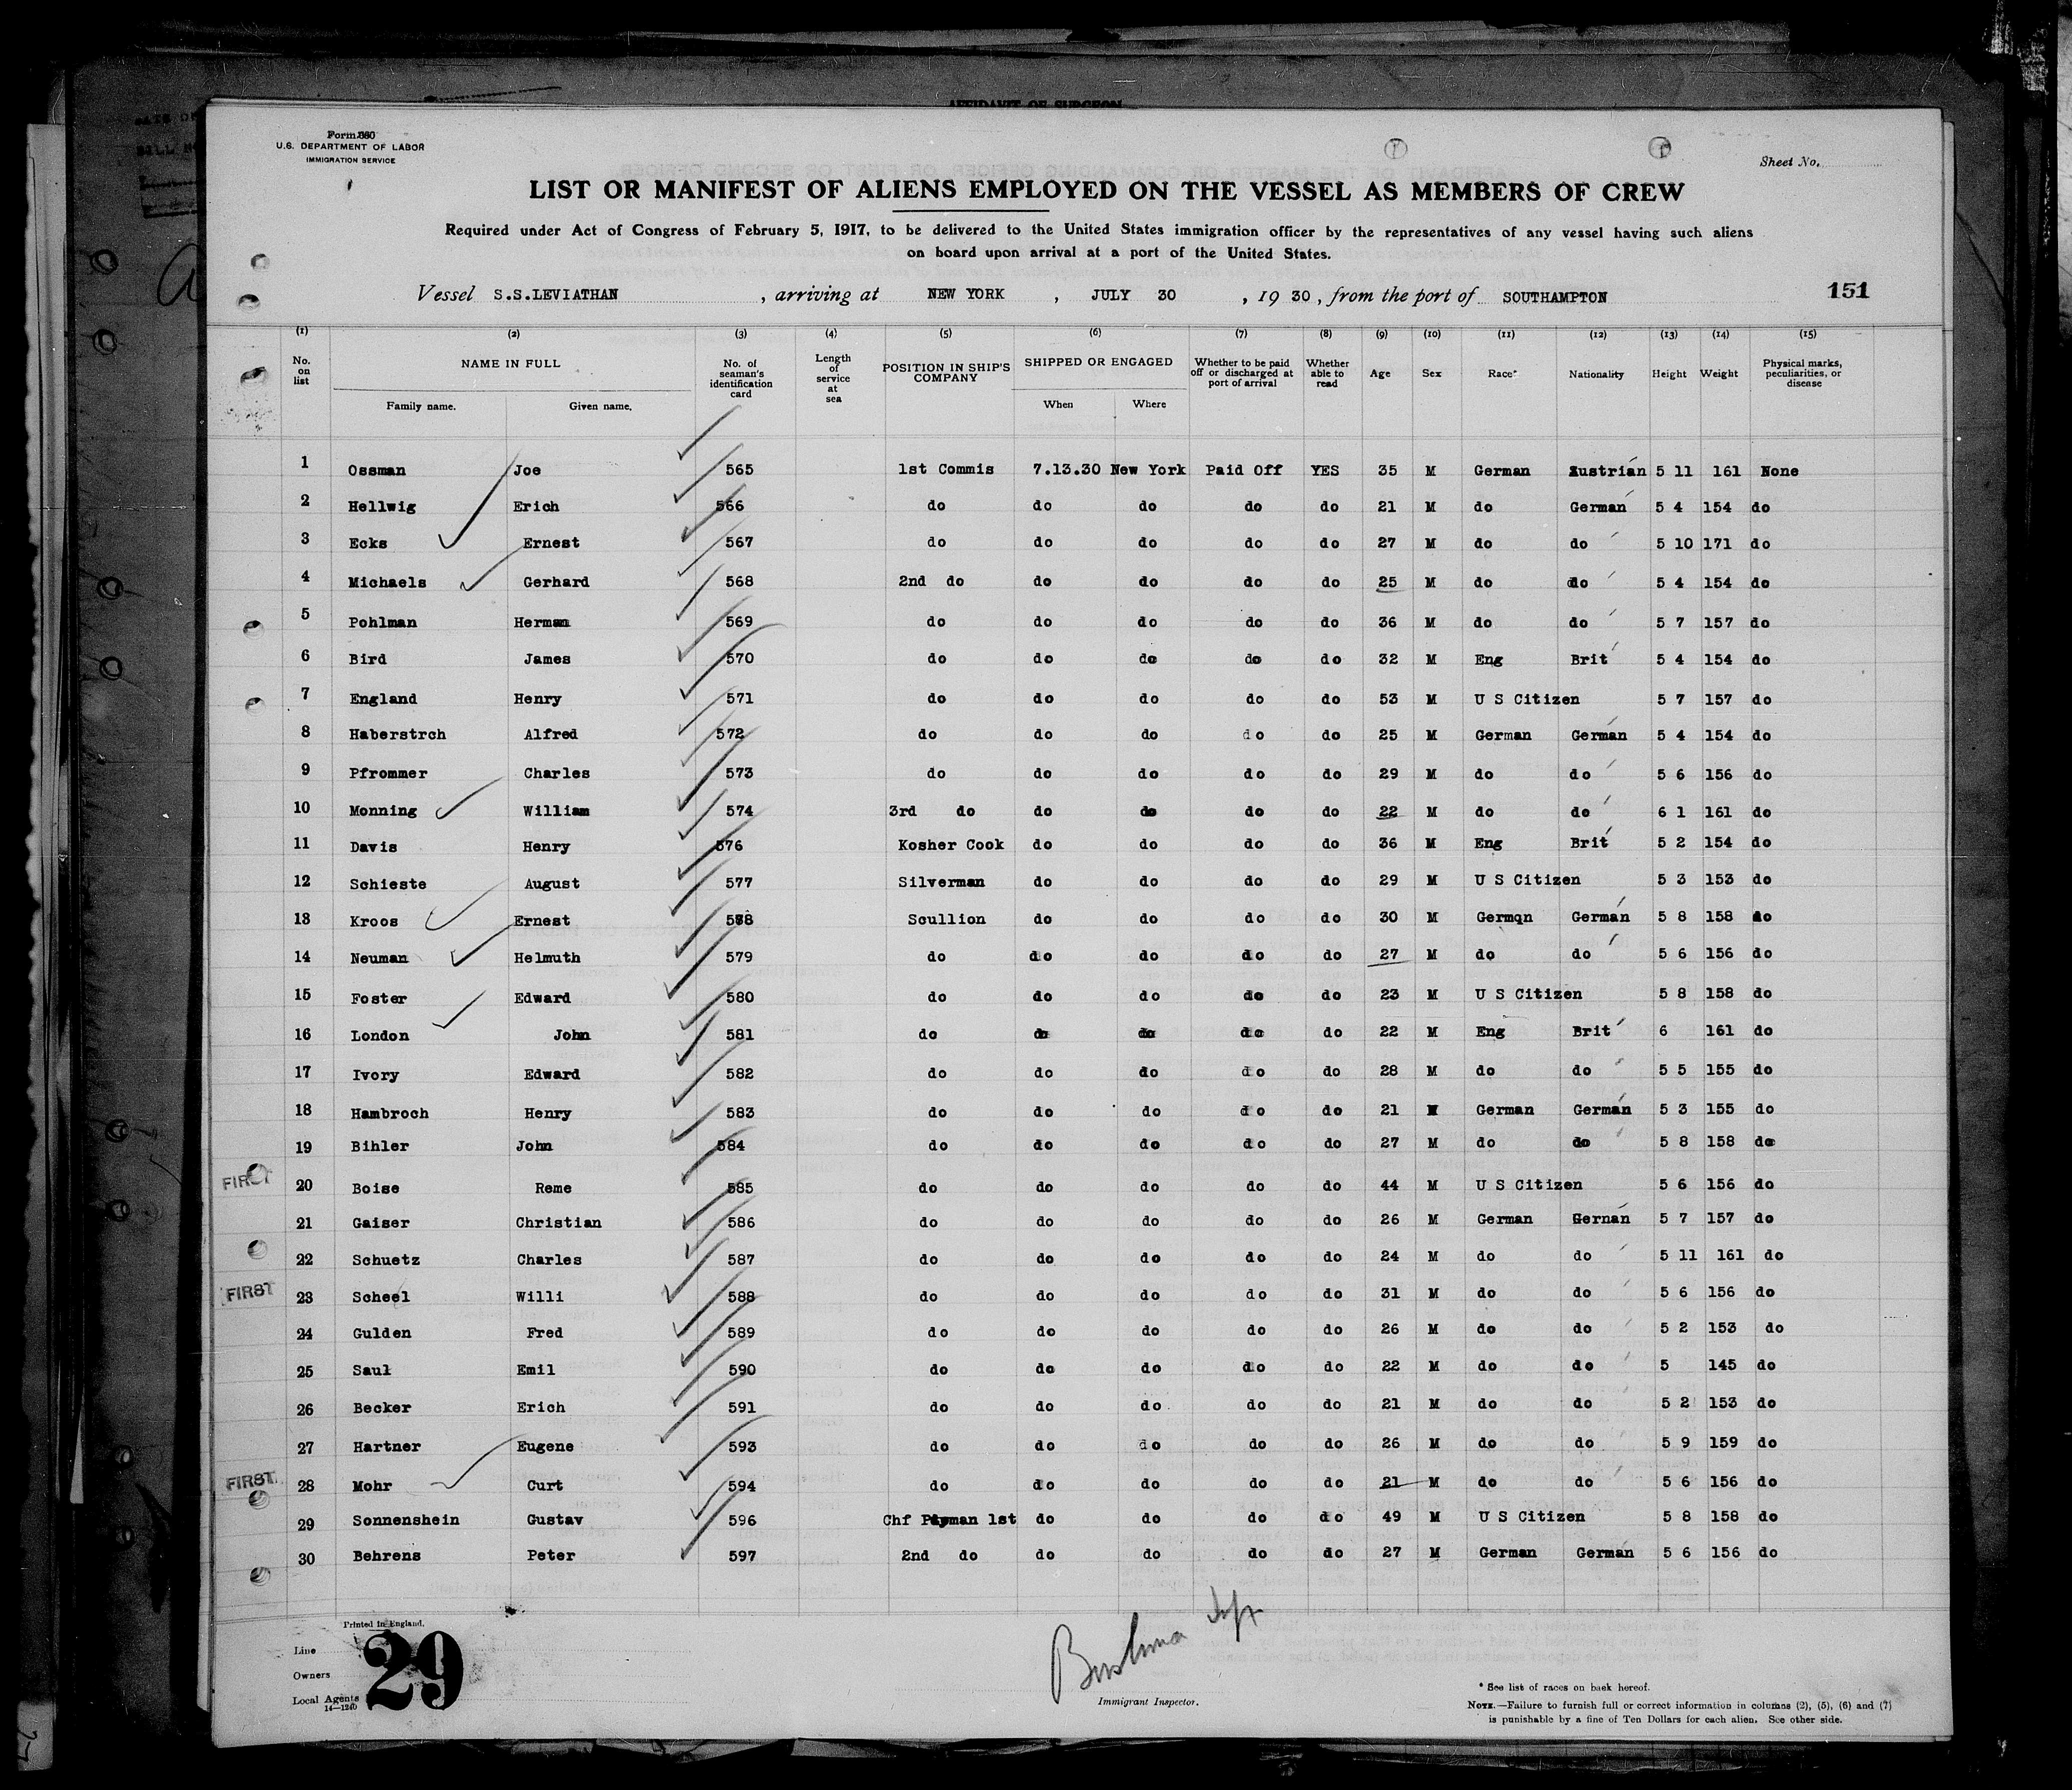 AFFIDAVIT OF SURGEON
Form 680
U.S. DEPARTMENT OF LABOR
IMMIGRATION SERVICE
Sheet No.
LIST OR MANIFEST OF ALIENS EMPLOYED ON THE VESSEL AS MEMBERS OF CREW
Required under Act of Congress of February 5, 1917, to be delivered to the United States immigration officer by the representatives of any vessel having such aliens
on board upon arrival at a port of the United States.
Vessel S.S.LEVIATHAN , arriving at NEW YORK , JULY 30 , 19 30 , from the port of SOUTHAMPTON 151
(1) (2) (3) (4) (5) (6) (7) (8) (9) (10) (11) (12) (13) (14) (15)
No. on list NAME IN FULL Family name. Given name. No. of seaman's identification card Length of service at sea POSITION IN SHIP'S COMPANY SHIPPED OR ENGAGED When Where Whether to be paid off or discharged at port of arrival Whether able to read Age Sex Race* Nationality Height Weight Physical marks, peculiarities, or disease
1 Ossman Joe 565 1st Commis 7.13.30 New York Paid Off YES 35 M German Austrian 5 11 161 None
2 Hellwig Erich 566 do do do do do 21 M do German 5 4 154 do
3 Ecks Ernest 567 do do do do do 27 M do do 5 10 171 do
4 Michaels Gerhard 568 2nd do do do do do 25 M do do 5 4 154 do
5 Pohlman Herman 569 do do do do do 36 M do do 5 7 157 do
6 Bird James 570 do do do do do 32 M Eng Brit 5 4 154 do
7 England Henry 571 do do do do do 53 M U S Citizen 5 7 157 do
8 Haberstrch Alfred 572 do do do do do 25 M German German 5 4 154 do
9 Pfrommer Charles 573 do do do do do 29 M do do 5 6 156 do
10 Monning William 574 3rd do do do do do 22 M do do 6 1 161 do
11 Davis Henry 576 Kosher Cook do do do do 36 M Eng Brit 5 2 154 do
12 Schieste August 577 Silverman do do do do 29 M U S Citizen 5 3 153 do
13 Kroos Ernest 578 Scullion do do do do 30 M Germqn German 5 8 158 do
14 Neuman Helmuth 579 do do do do do 27 M do do 5 6 156 do
15 Foster Edward 580 do do do do do 23 M U S Citizen 5 8 158 do
16 London John 581 do do do do do 22 M Eng Brit 6 161 do
17 Ivory Edward 582 do do do do do 28 M do do 5 5 155 do
18 Hambroch Henry 583 do do do do do 21 M German German 5 3 155 do
19 Bihler John 584 do do do do do 27 M do do 5 8 158 do
FIRST 20 Boise Reme 585 do do do do do 44 M U S Citizen 5 6 156 do
21 Gaiser Christian 586 do do do do do 26 M German Gernan 5 7 157 do
22 Schuetz Charles 587 do do do do do 24 M do do 5 11 161 do
FIRST 23 Scheel Willi 588 do do do do do 31 M do do 5 6 156 do
24 Gulden Fred 589 do do do do do 26 M do do 5 2 153 do
25 Saul Emil 590 do do do do do 22 M do do 5 145 do
26 Becker Erich 591 do do do do do 21 M do do 5 2 153 do
27 Hartner Eugene 593 do do do do do 26 M do do 5 9 159 do
FIRST 28 Mohr Curt 594 do do do do do 21 M do do 5 6 156 do
29 Sonnenshein Gustav 596 Chf 1st do do do do 49 M U S Citizen 5 8 158 do
30 Behrens Peter 597 2nd do do do do do 27 M German German 5 6 156 do
Printed in England.
Line
Owners
Local Agents
14—1240
29
Immigrant Inspector.
* See list of races on back hereof.
NOTE.—Failure to furnish full or correct information in columns (2), (5), (6) and (7)
is punishable by a fine of Ten Dollars for each alien. See other side.